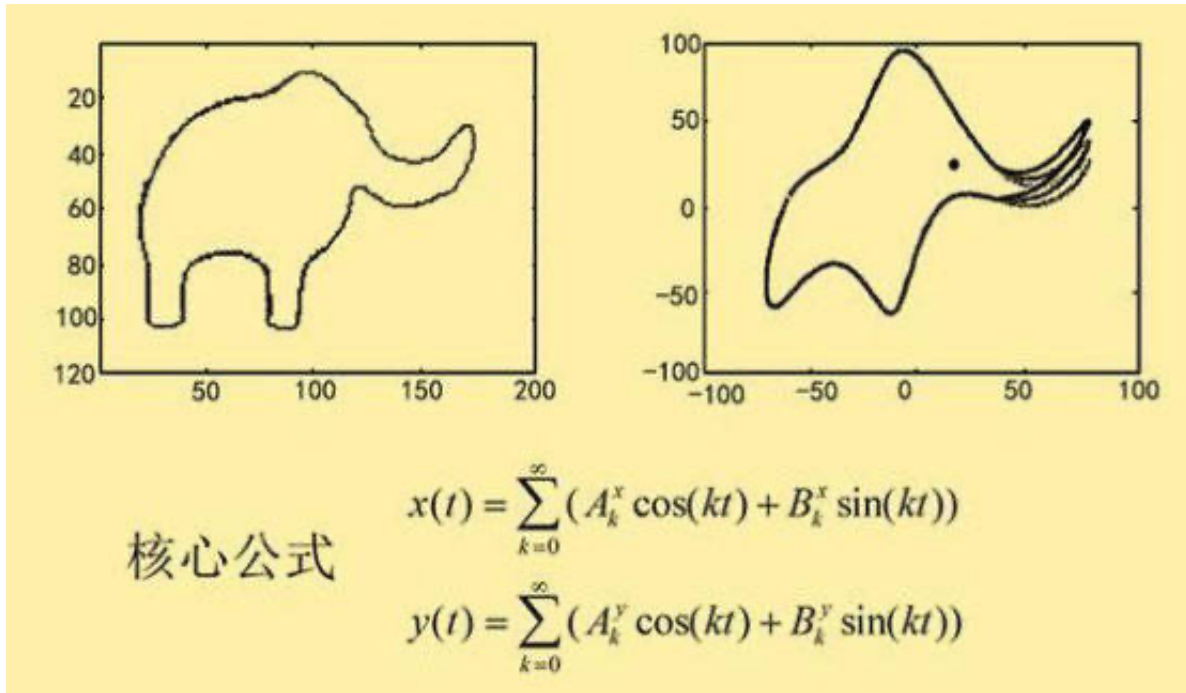 20
40
60
80
100
120
50 100 150 200
100
50
0
−50
−100
−100 −50 0 50 100
核心公式
x(t) = ∑_{k=0}^{∞} (A_k^x cos(kt) + B_k^x sin(kt))
y(t) = ∑_{k=0}^{∞} (A_k^y cos(kt) + B_k^y sin(kt))